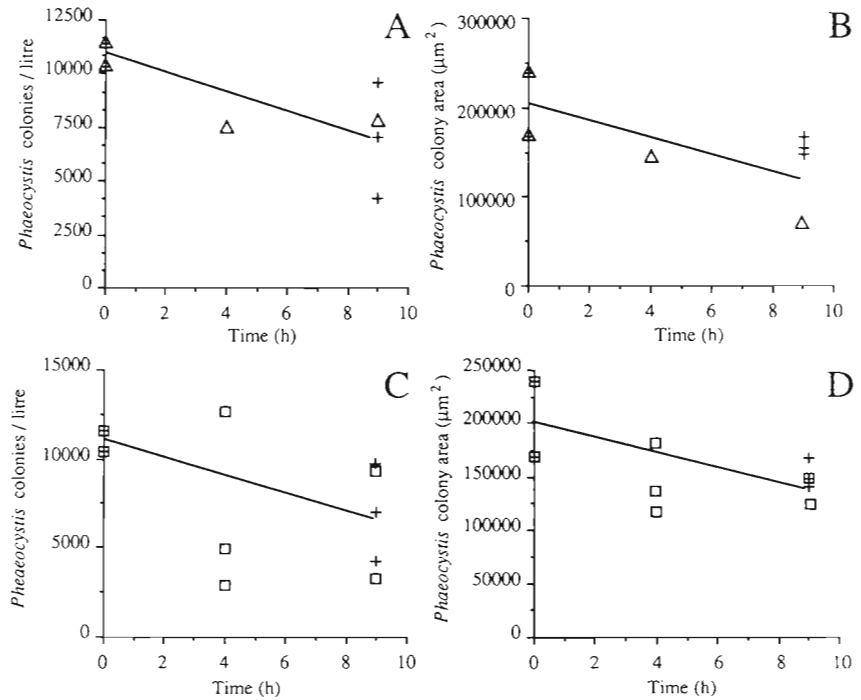 A
Phaeocystis colonies / litre
12500
10000
7500
5000
2500
0
0 2 4 6 8 10
Time (h)
B
Phaeocystis colony area (µm²)
300000
200000
100000
0
0 2 4 6 8 10
Time (h)
C
Pheaeocystis colonies / litre
15000
10000
5000
0
0 2 4 6 8 10
Time (h)
D
Phaeocystis colony area (µm²)
250000
200000
150000
100000
50000
0
0 2 4 6 8 10
Time (h)